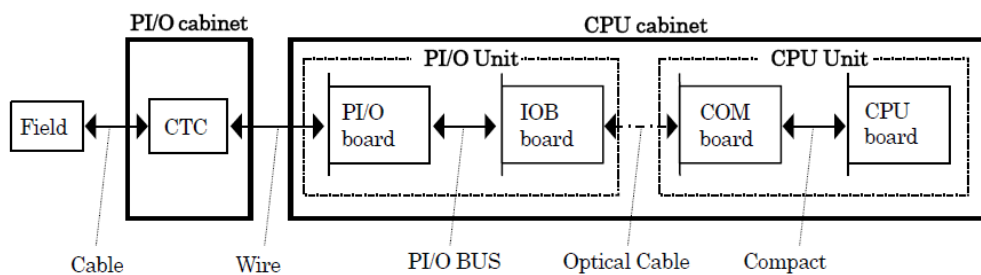 PI/O cabinet
CPU cabinet
PI/O Unit
CPU Unit
Field
CTC
PI/O
board
IOB
board
COM
board
CPU
board
Cable
Wire
PI/O BUS
Optical Cable
Compact